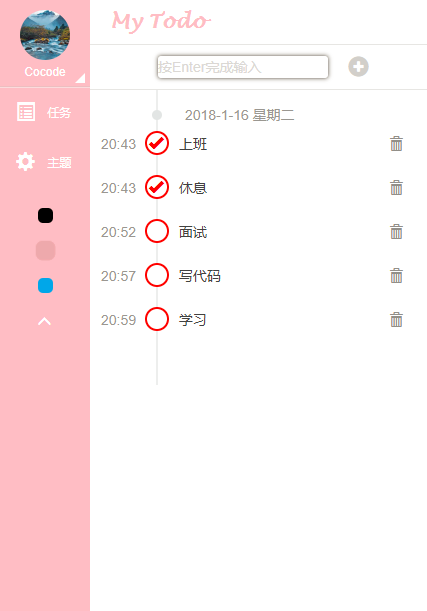 My Todo
Cocode
任务
主题
按Enter完成输入
2018-1-16 星期二
20:43 上班
20:43 休息
20:52 面试
20:57 写代码
20:59 学习